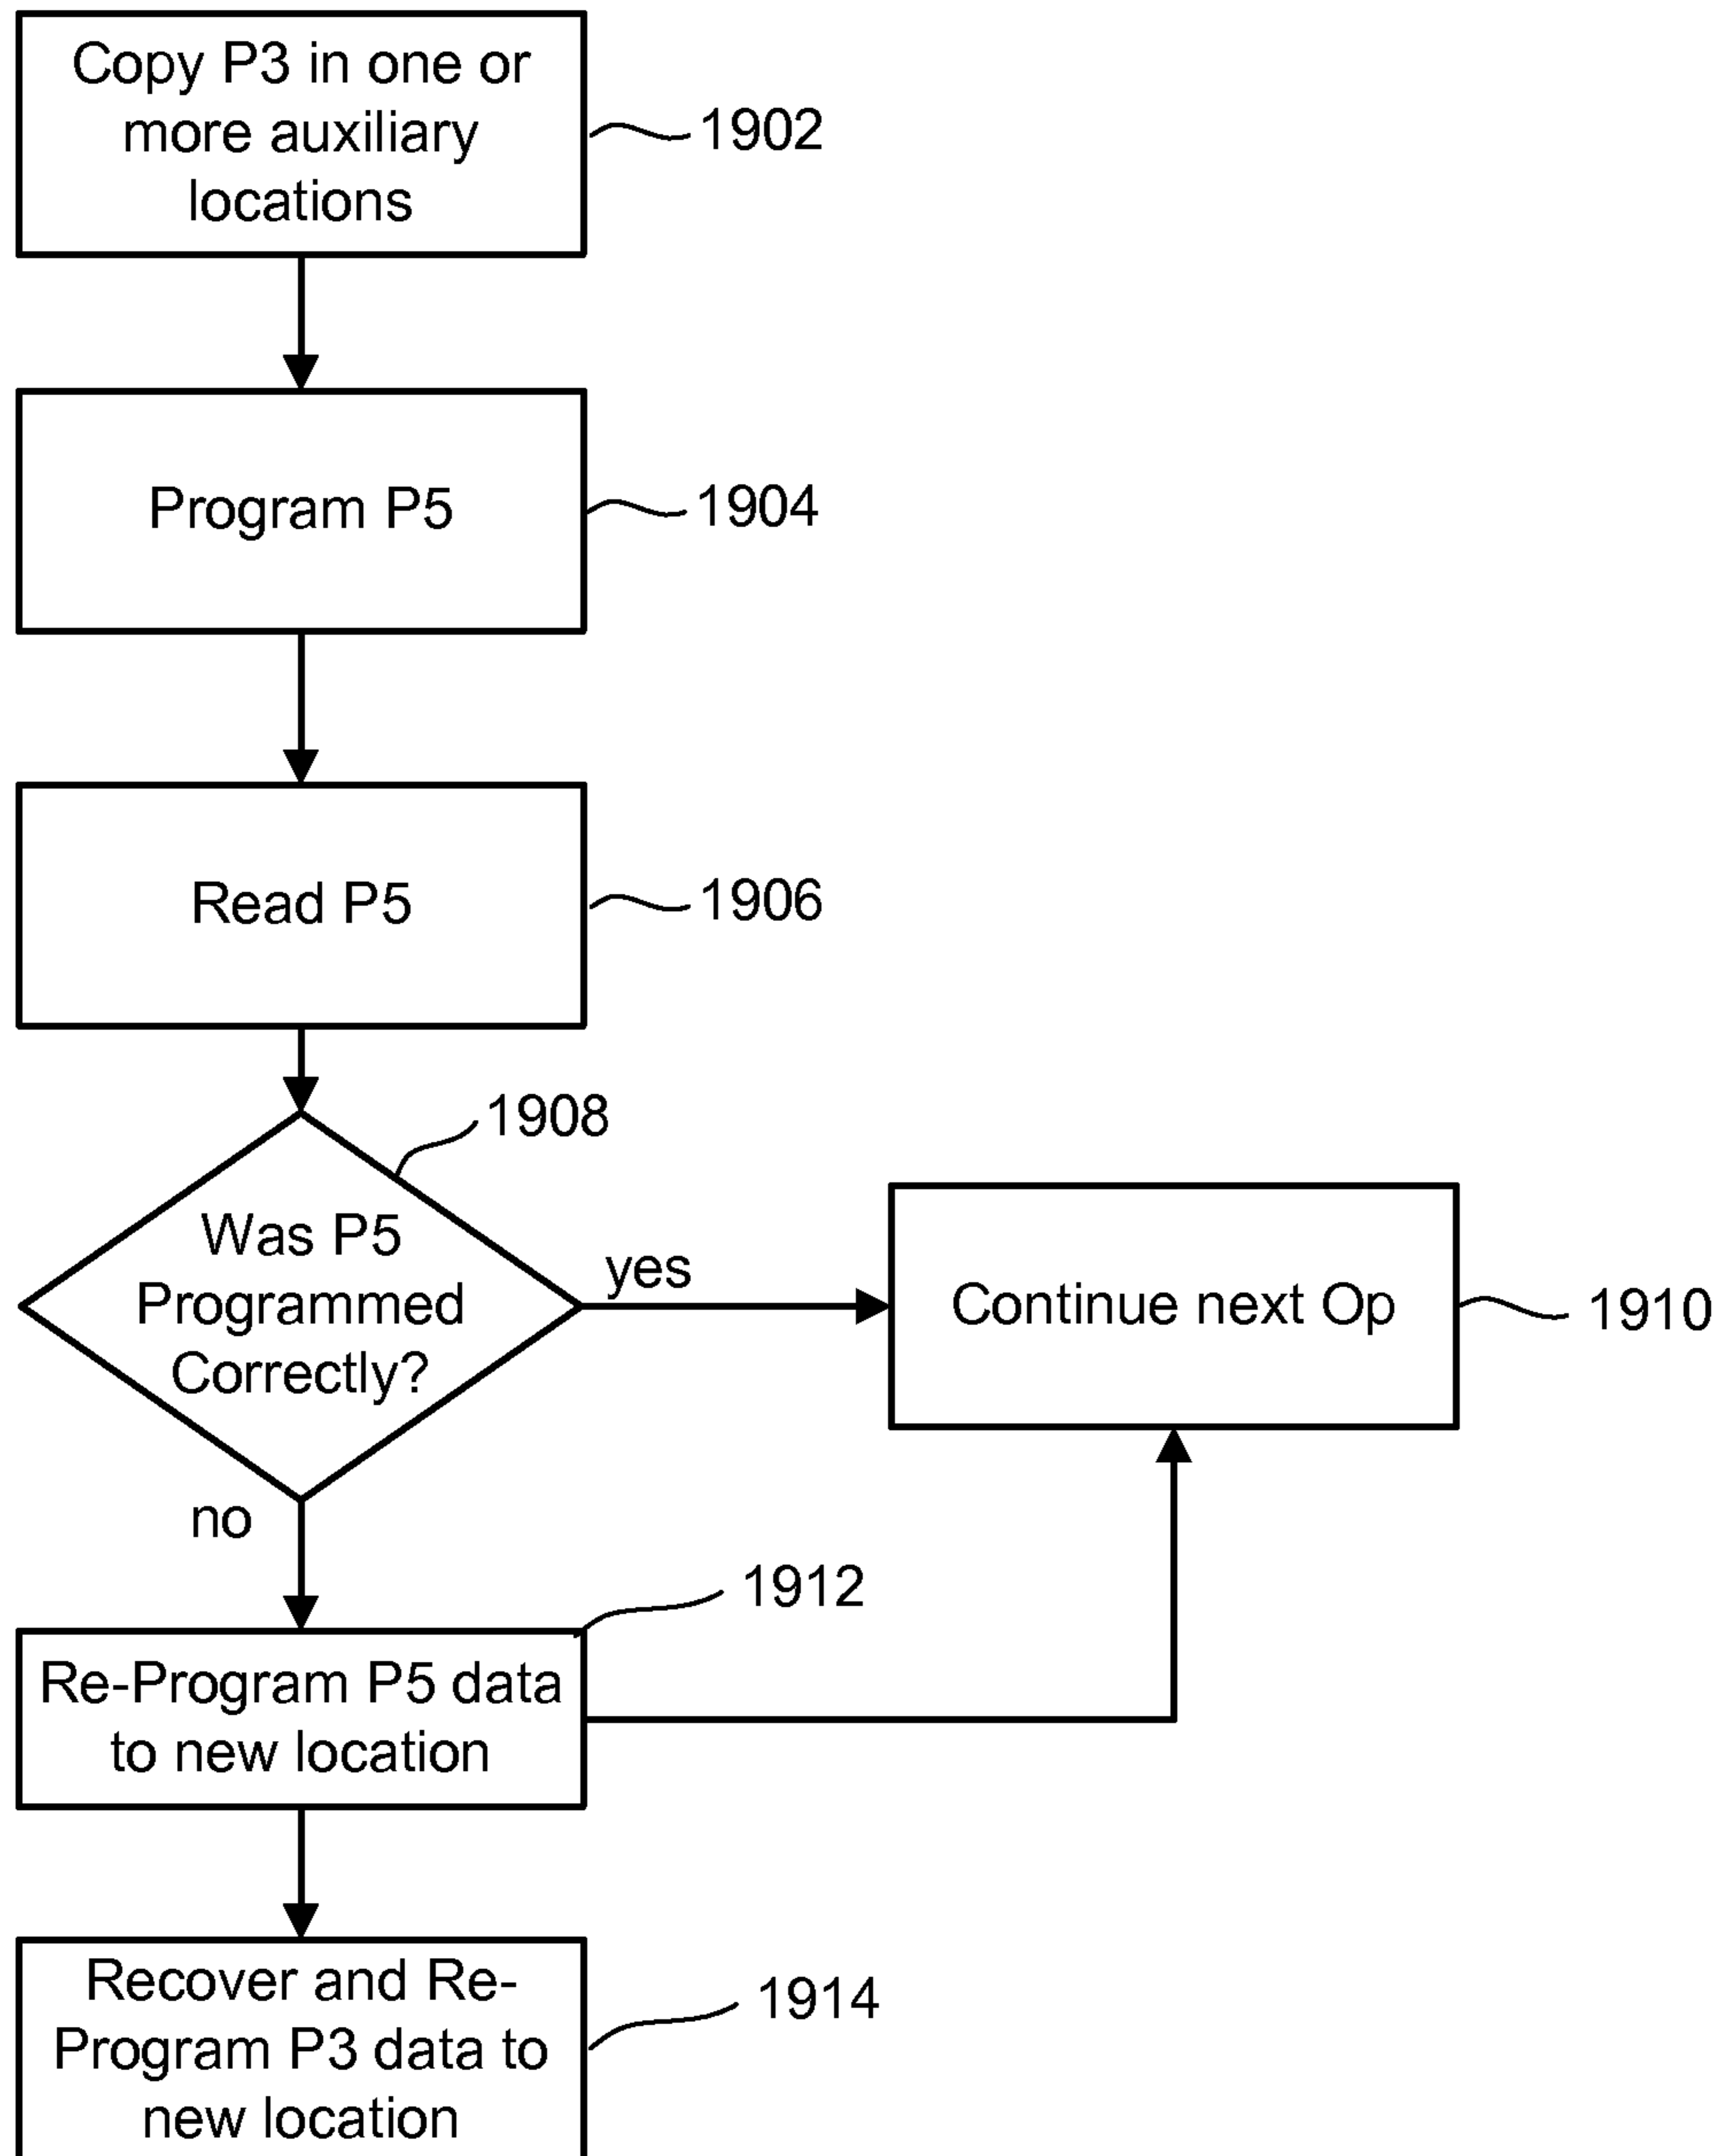 Copy P3 in one or
more auxiliary
locations
1902
Program P5
1904
Read P5
1906
1908
Was P5
Programmed
Correctly?
yes
Continue next Op
1910
no
1912
Re-Program P5 data
to new location
Recover and Re-
Program P3 data to
new location
1914